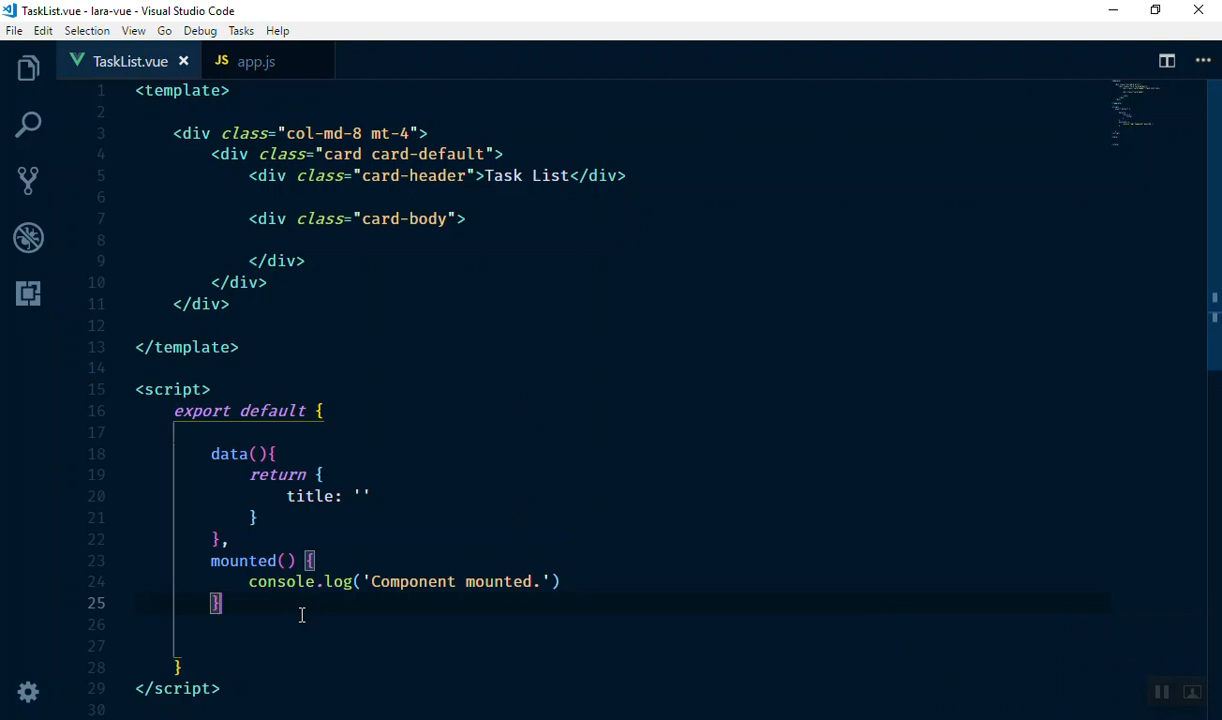 TaskList.vue - lara-vue - Visual Studio Code
File Edit Selection View Go Debug Tasks Help
TaskList.vue JS app.js
1 <template>
2
3 <div class="col-md-8 mt-4">
4 <div class="card card-default">
5 <div class="card-header">Task List</div>
6
7 <div class="card-body">
8
9 </div>
10 </div>
11 </div>
12
13 </template>
14
15 <script>
16 export default {
17
18 data(){
19 return {
20 title: ''
21 }
22 },
23 mounted() {
24 console.log('Component mounted.')
25 }
26
27
28 }
29 </script>
30